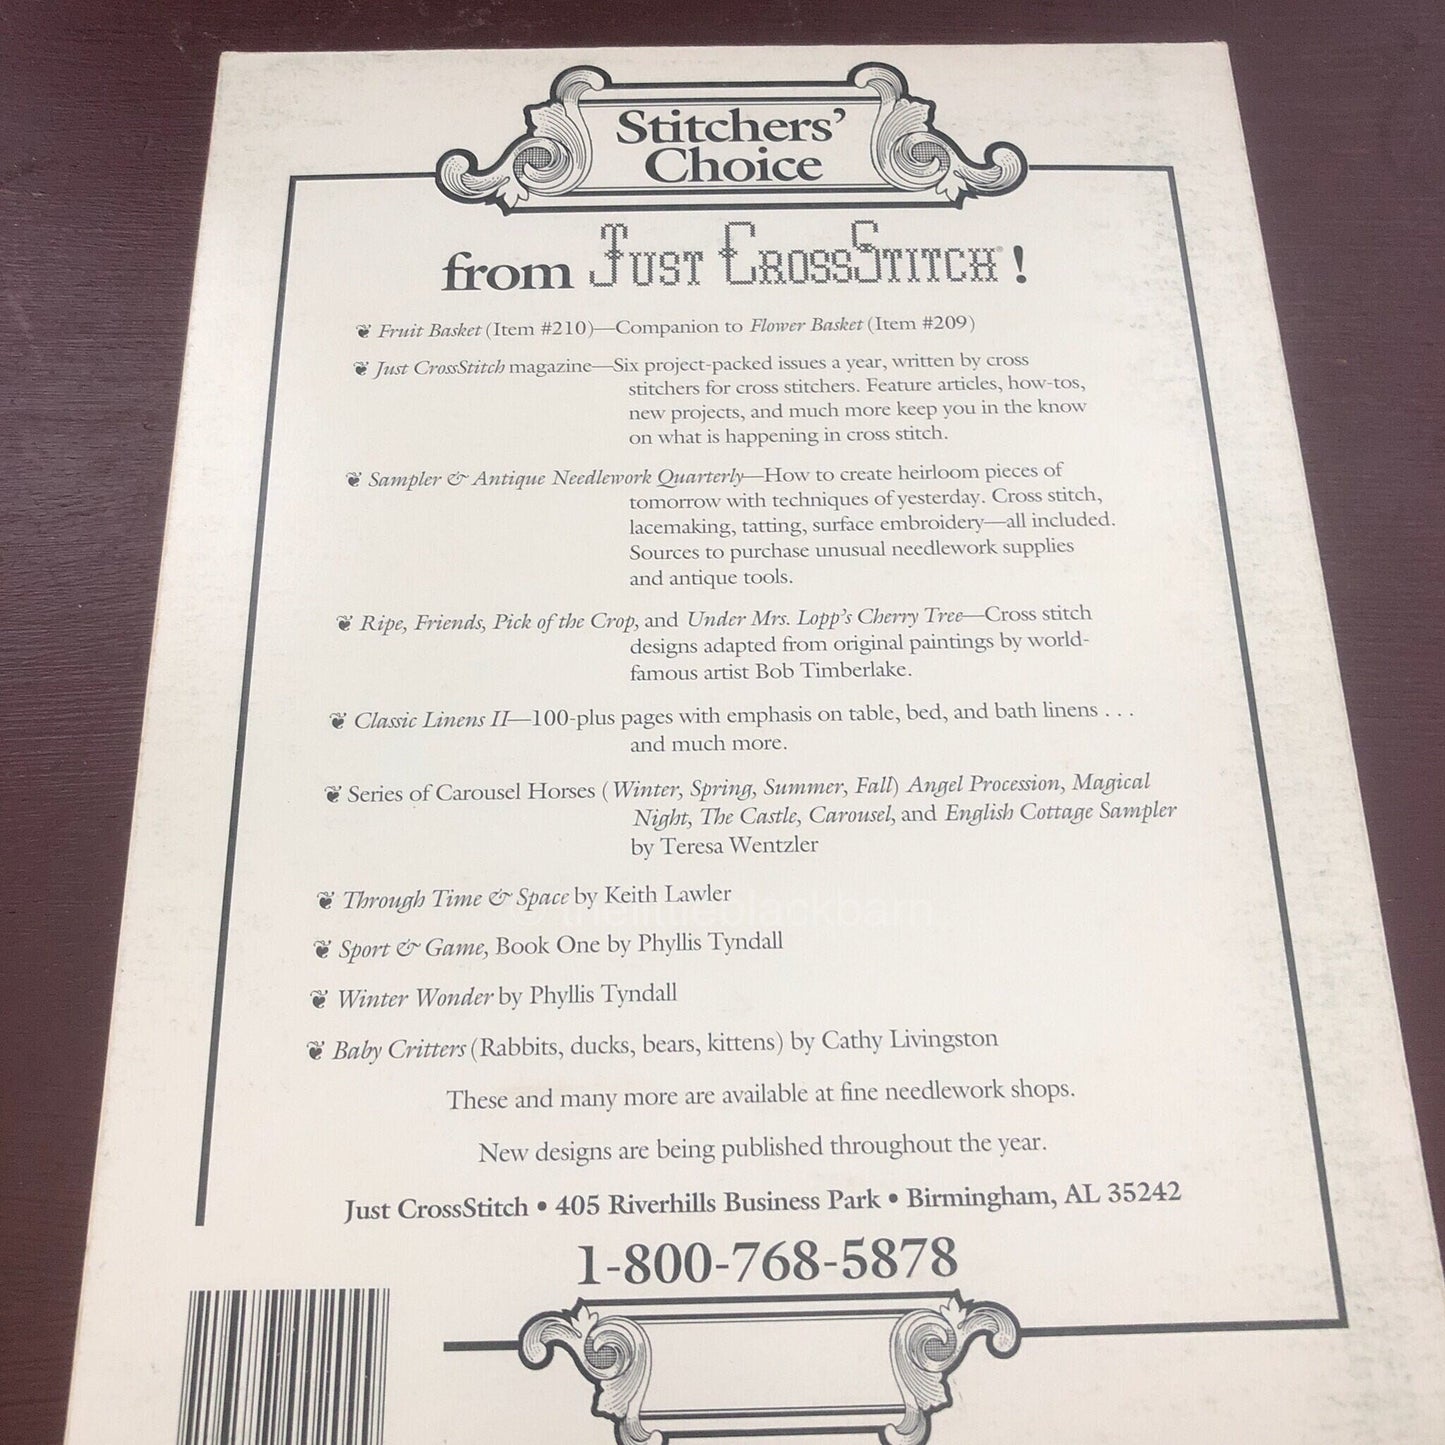 Stitchers'
Choice
from Just CrossStitch® !
❦ Fruit Basket (Item #210)—Companion to Flower Basket (Item #209)
❦ Just CrossStitch magazine—Six project-packed issues a year, written by cross
stitchers for cross stitchers. Feature articles, how-tos,
new projects, and much more keep you in the know
on what is happening in cross stitch.
❦ Sampler & Antique Needlework Quarterly—How to create heirloom pieces of
tomorrow with techniques of yesterday. Cross stitch,
lacemaking, tatting, surface embroidery—all included.
Sources to purchase unusual needlework supplies
and antique tools.
❦ Ripe, Friends, Pick of the Crop, and Under Mrs. Lopp's Cherry Tree—Cross stitch
designs adapted from original paintings by world-
famous artist Bob Timberlake.
❦ Classic Linens II—100-plus pages with emphasis on table, bed, and bath linens . . .
and much more.
❦ Series of Carousel Horses (Winter, Spring, Summer, Fall) Angel Procession, Magical
Night, The Castle, Carousel, and English Cottage Sampler
by Teresa Wentzler
❦ Through Time & Space by Keith Lawler
❦ Sport & Game, Book One by Phyllis Tyndall
❦ Winter Wonder by Phyllis Tyndall
❦ Baby Critters (Rabbits, ducks, bears, kittens) by Cathy Livingston
These and many more are available at fine needlework shops.
New designs are being published throughout the year.
Just CrossStitch • 405 Riverhills Business Park • Birmingham, AL 35242
1-800-768-5878